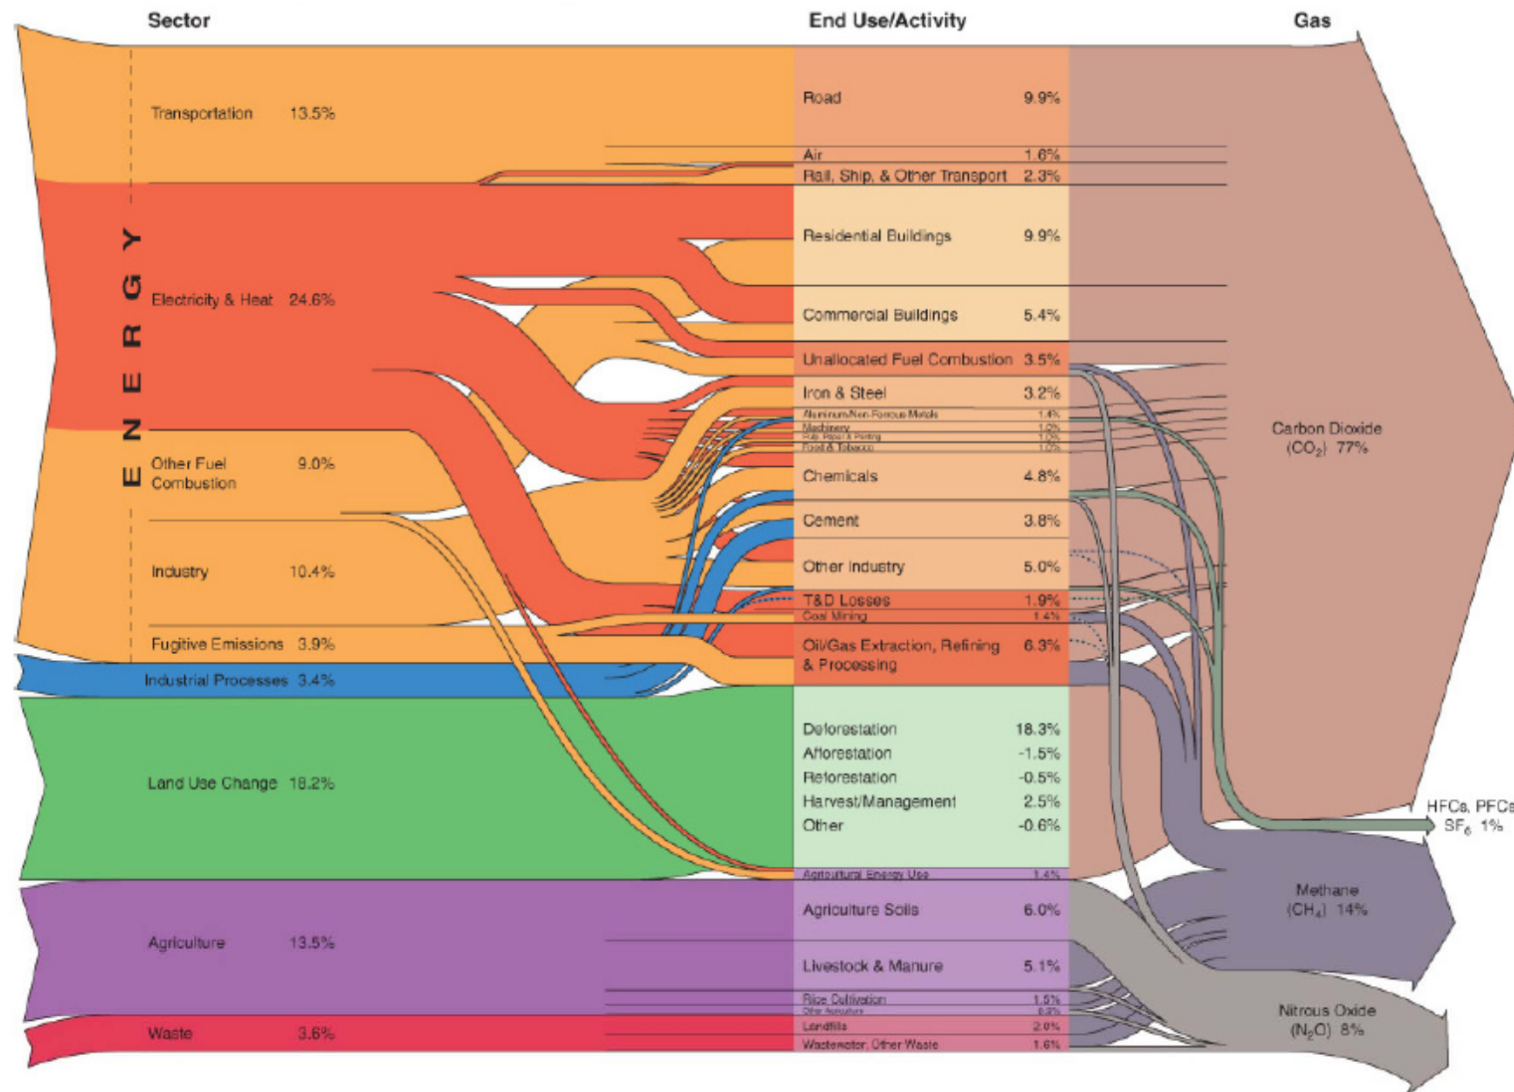 Sector
End Use/Activity
Gas
ENERGY
Transportation 13.5%
Electricity & Heat 24.6%
Other Fuel
Combustion 9.0%
Industry 10.4%
Fugitive Emissions 3.9%
Industrial Processes 3.4%
Land Use Change 18.2%
Agriculture 13.5%
Waste 3.6%
Road 9.9%
Air 1.6%
Rail, Ship, & Other Transport 2.3%
Residential Buildings 9.9%
Commercial Buildings 5.4%
Unallocated Fuel Combustion 3.5%
Iron & Steel 3.2%
Aluminum/Non-Ferrous Metals 1.4%
Machinery 1.0%
Pulp, Paper & Printing 1.0%
Food & Tobacco 1.0%
Chemicals 4.8%
Cement 3.8%
Other Industry 5.0%
T&D Losses 1.9%
Coal Mining 1.4%
Oil/Gas Extraction, Refining
& Processing 6.3%
Deforestation 18.3%
Afforestation -1.5%
Reforestation -0.5%
Harvest/Management 2.5%
Other -0.6%
Agricultural Energy Use 1.4%
Agriculture Soils 6.0%
Livestock & Manure 5.1%
Rice Cultivation 1.5%
Other Agriculture
Landfills 2.0%
Wastewater, Other Waste 1.6%
Carbon Dioxide
(CO₂) 77%
HFCs, PFCs
SF₆ 1%
Methane
(CH₄) 14%
Nitrous Oxide
(N₂O) 8%